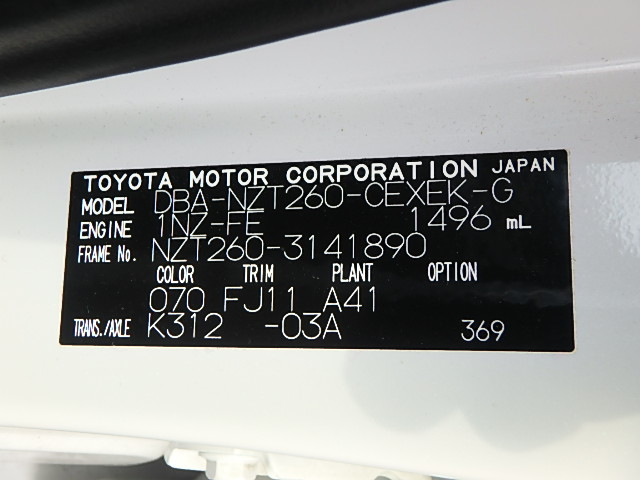 TOYOTA MOTOR CORPORATION JAPAN
MODEL DBA-NZT260-CEXEK-G
ENGINE 1NZ-FE 1496 mL
FRAME No. NZT260-3141890
COLOR TRIM PLANT OPTION
070 FJ11 A41
TRANS./AXLE K312 -03A 369